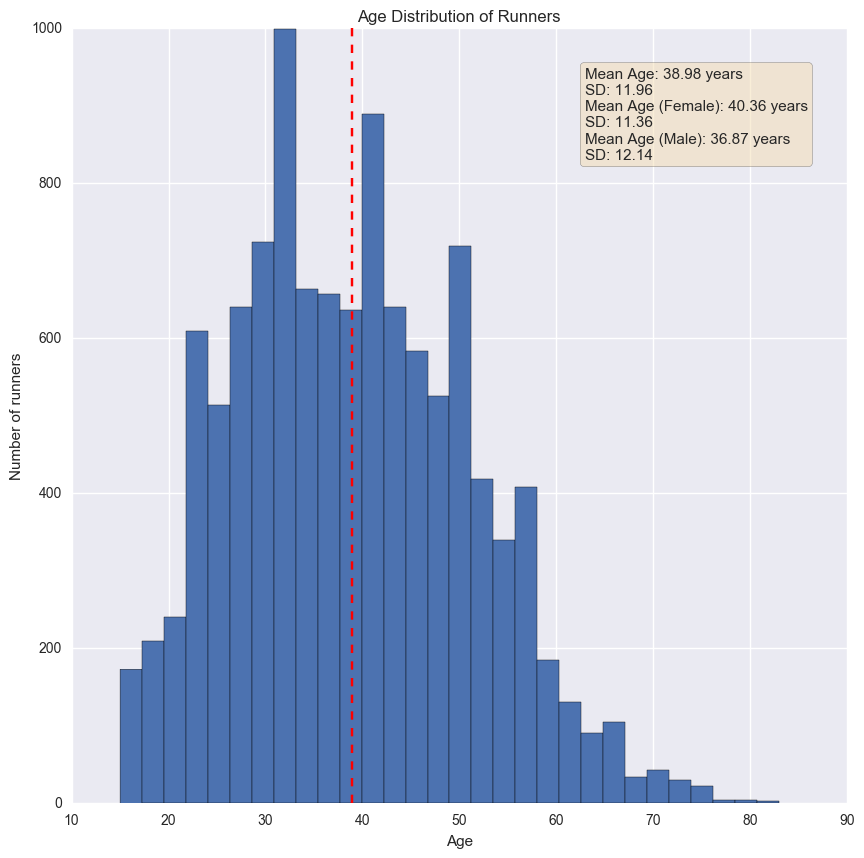 Age Distribution of Runners
1000
800
600
400
200
0
Number of runners
Mean Age: 38.98 years
SD: 11.96
Mean Age (Female): 40.36 years
SD: 11.36
Mean Age (Male): 36.87 years
SD: 12.14
10 20 30 40 50 60 70 80 90
Age